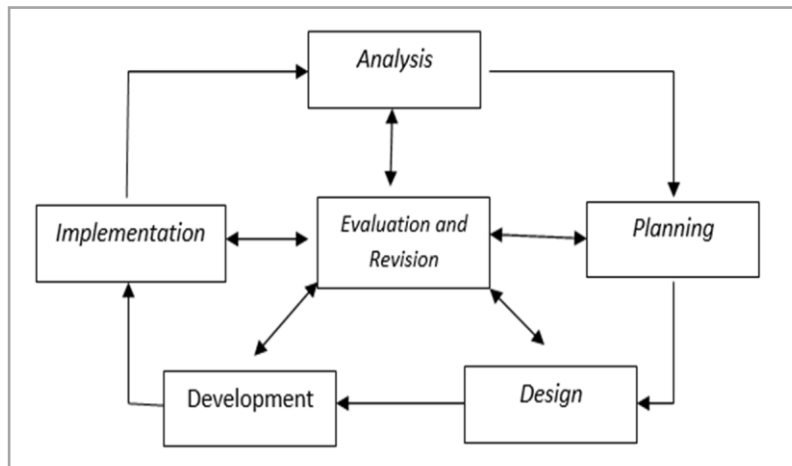 Analysis
Implementation
Evaluation and
Revision
Planning
Development
Design